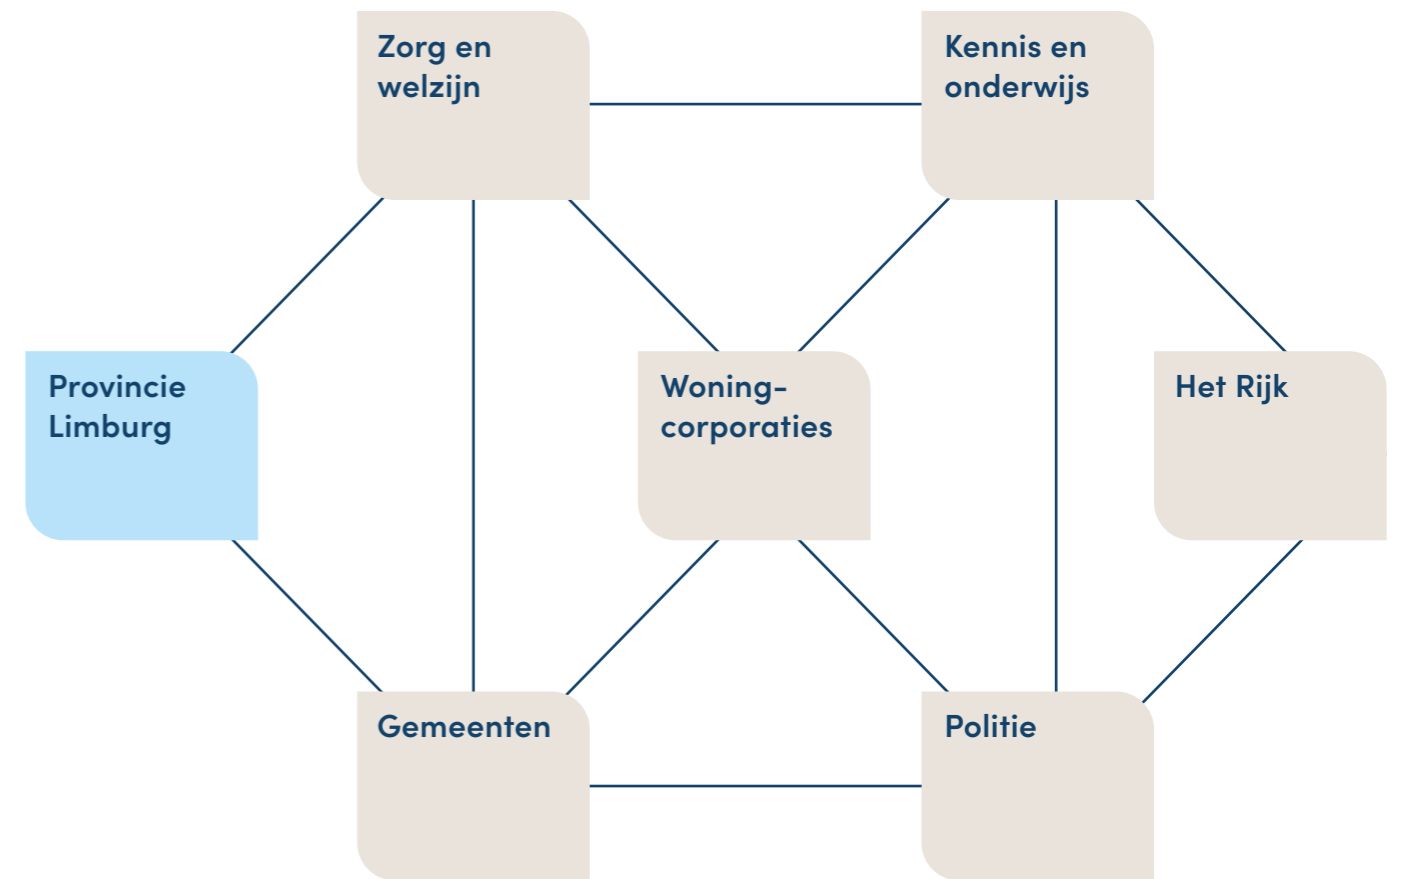 Zorg en
welzijn
Kennis en
onderwijs
Provincie
Limburg
Woning-
corporaties
Het Rijk
Gemeenten
Politie